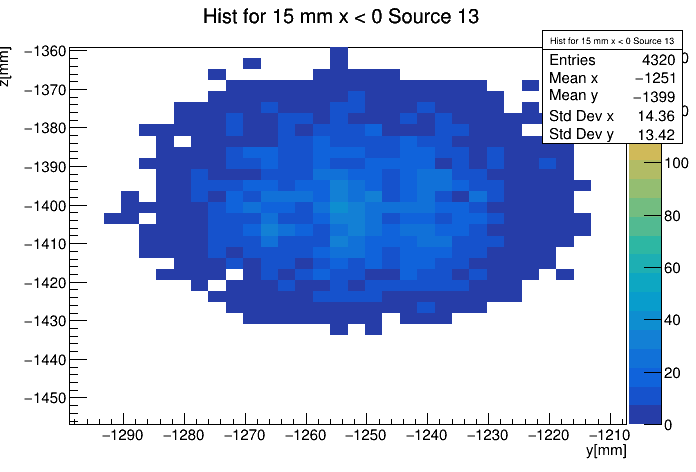 Hist for 15 mm x < 0 Source 13
z[mm]
−1360
−1370
−1380
−1390
−1400
−1410
−1420
−1430
−1440
−1450
Hist for 15 mm x < 0 Source 13
Entries 4320
Mean x −1251
Mean y −1399
Std Dev x 14.36
Std Dev y 13.42
100
80
60
40
20
0
−1290 −1280 −1270 −1260 −1250 −1240 −1230 −1220 −1210
y[mm]